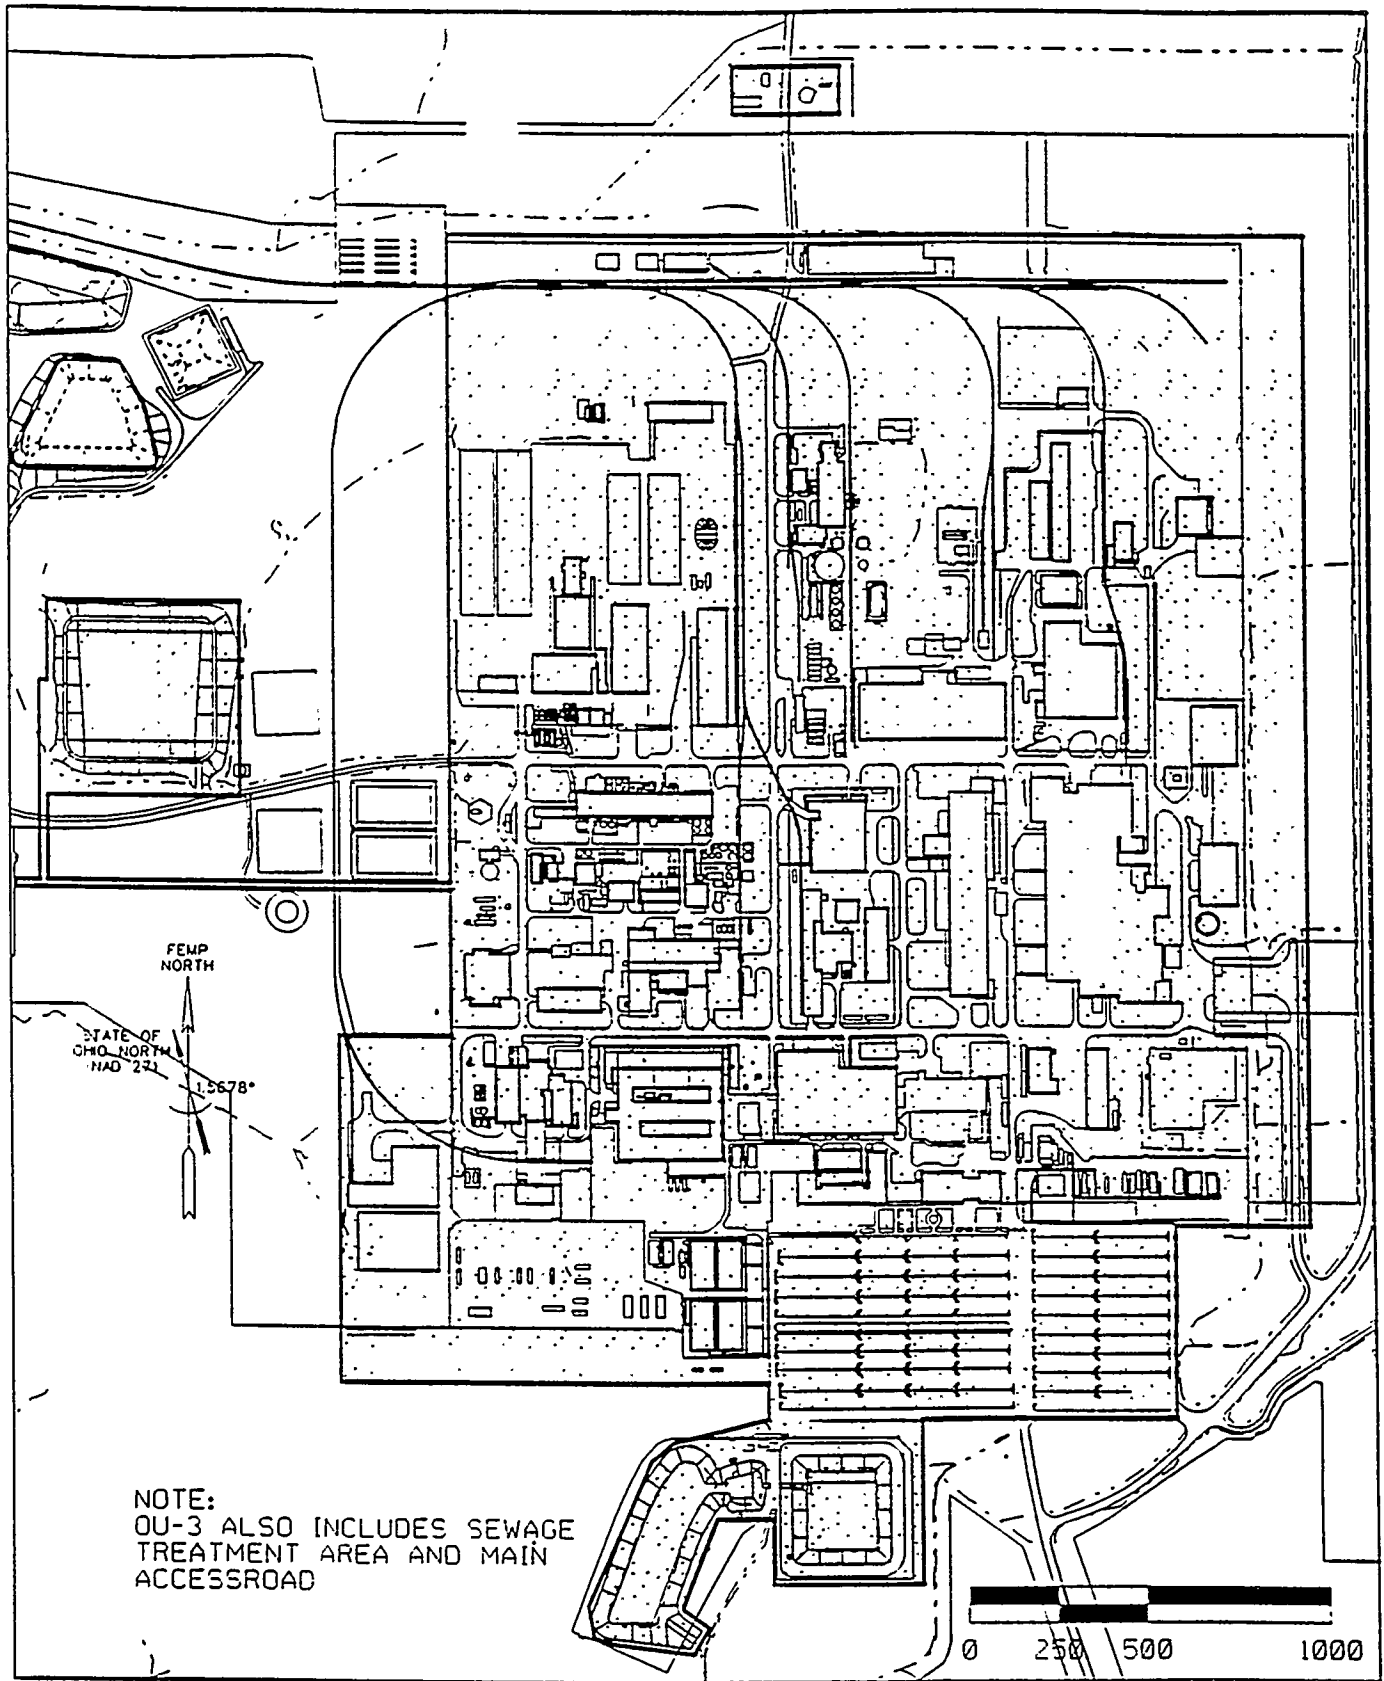 FEMP
NORTH
STATE OF
OHIO NORTH
(NAD 27)
1.5678°
NOTE:
OU-3 ALSO INCLUDES SEWAGE
TREATMENT AREA AND MAIN
ACCESSROAD
0 250 500 1000